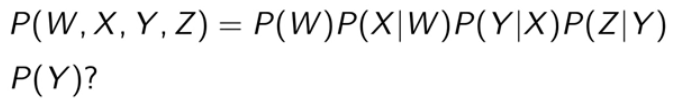 P(W, X, Y, Z) = P(W)P(X|W)P(Y|X)P(Z|Y)
P(Y)?